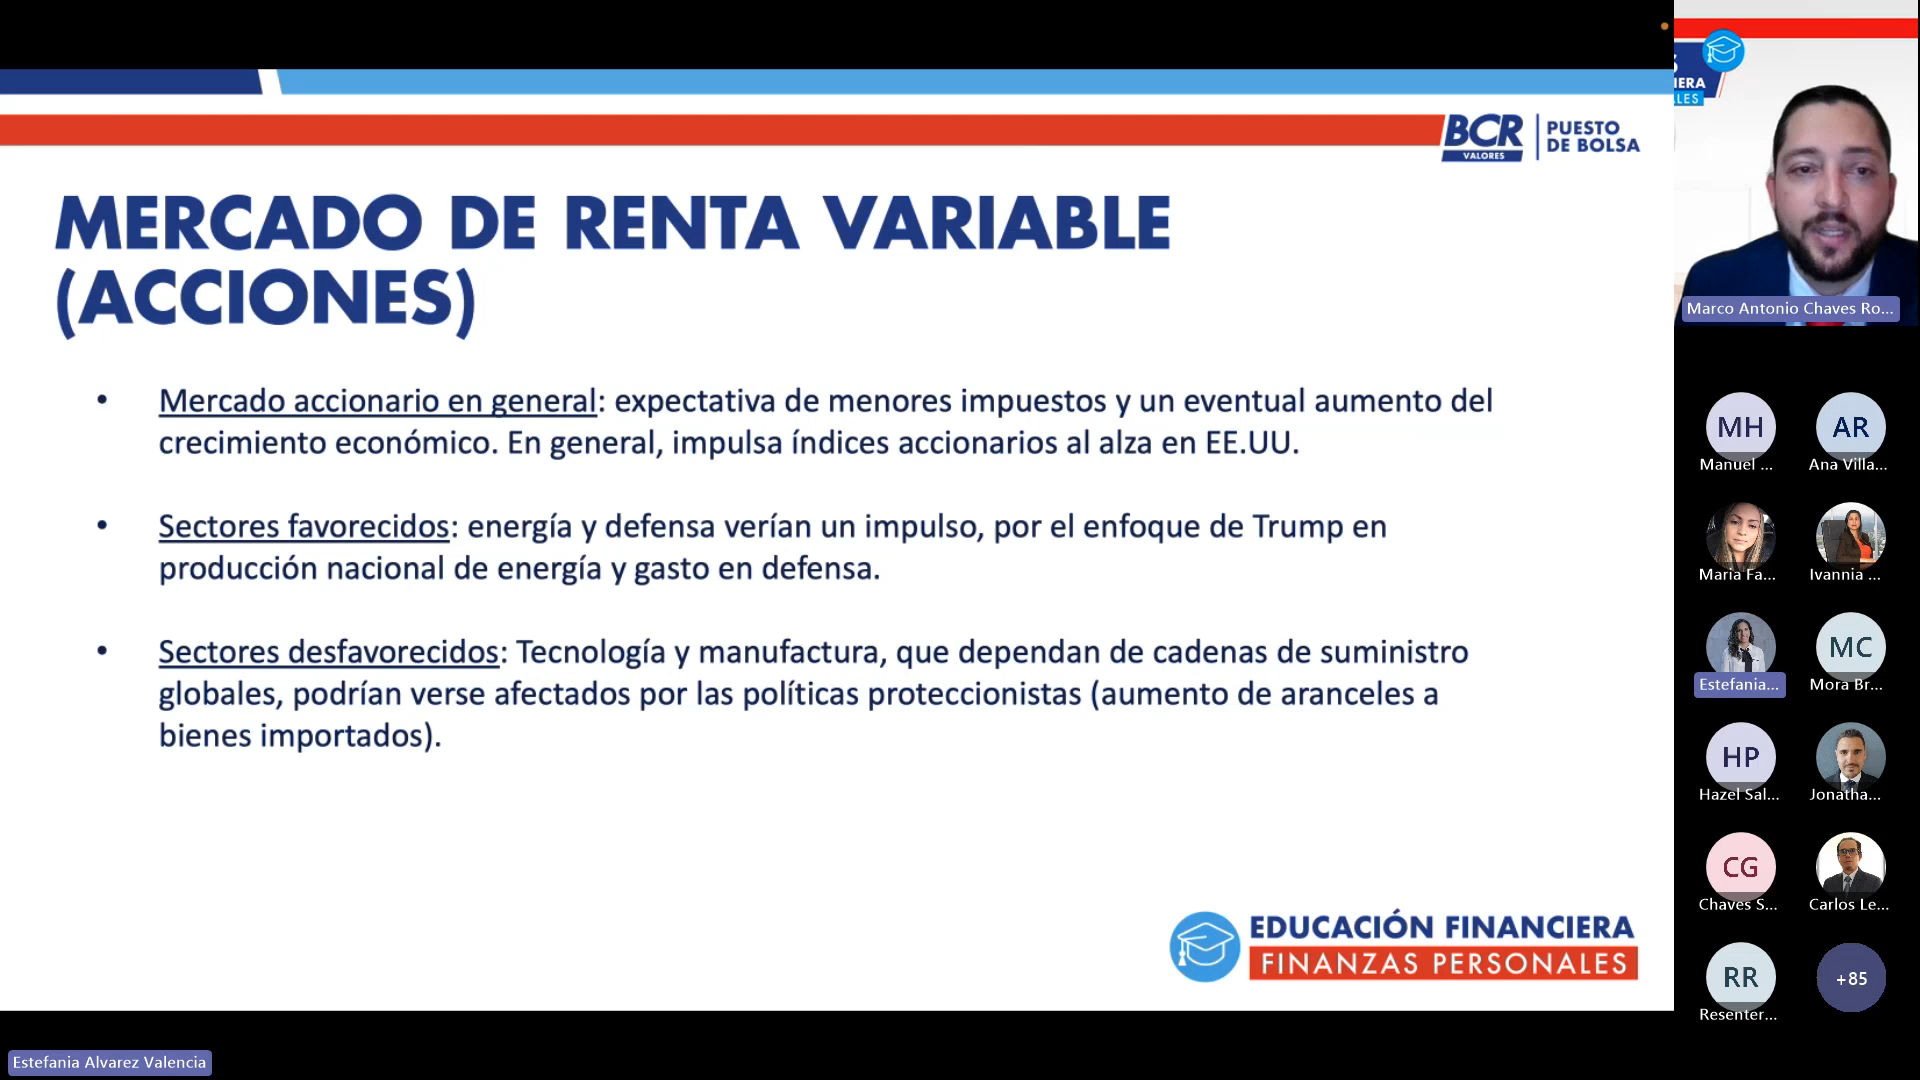 BCR
VALORES
PUESTO
DE BOLSA
MERCADO DE RENTA VARIABLE
(ACCIONES)
• Mercado accionario en general: expectativa de menores impuestos y un eventual aumento del
crecimiento económico. En general, impulsa índices accionarios al alza en EE.UU.
• Sectores favorecidos: energía y defensa verían un impulso, por el enfoque de Trump en
producción nacional de energía y gasto en defensa.
• Sectores desfavorecidos: Tecnología y manufactura, que dependan de cadenas de suministro
globales, podrían verse afectados por las políticas proteccionistas (aumento de aranceles a
bienes importados).
EDUCACIÓN FINANCIERA
FINANZAS PERSONALES
Estefania Alvarez Valencia
S
IERA
LES
Marco Antonio Chaves Ro...
MH
Manuel ...
AR
Ana Villa...
Maria Fa...
Ivannia ...
Estefania...
MC
Mora Br...
HP
Hazel Sal...
Jonatha...
CG
Chaves S...
Carlos Le...
RR
Resenter...
+85